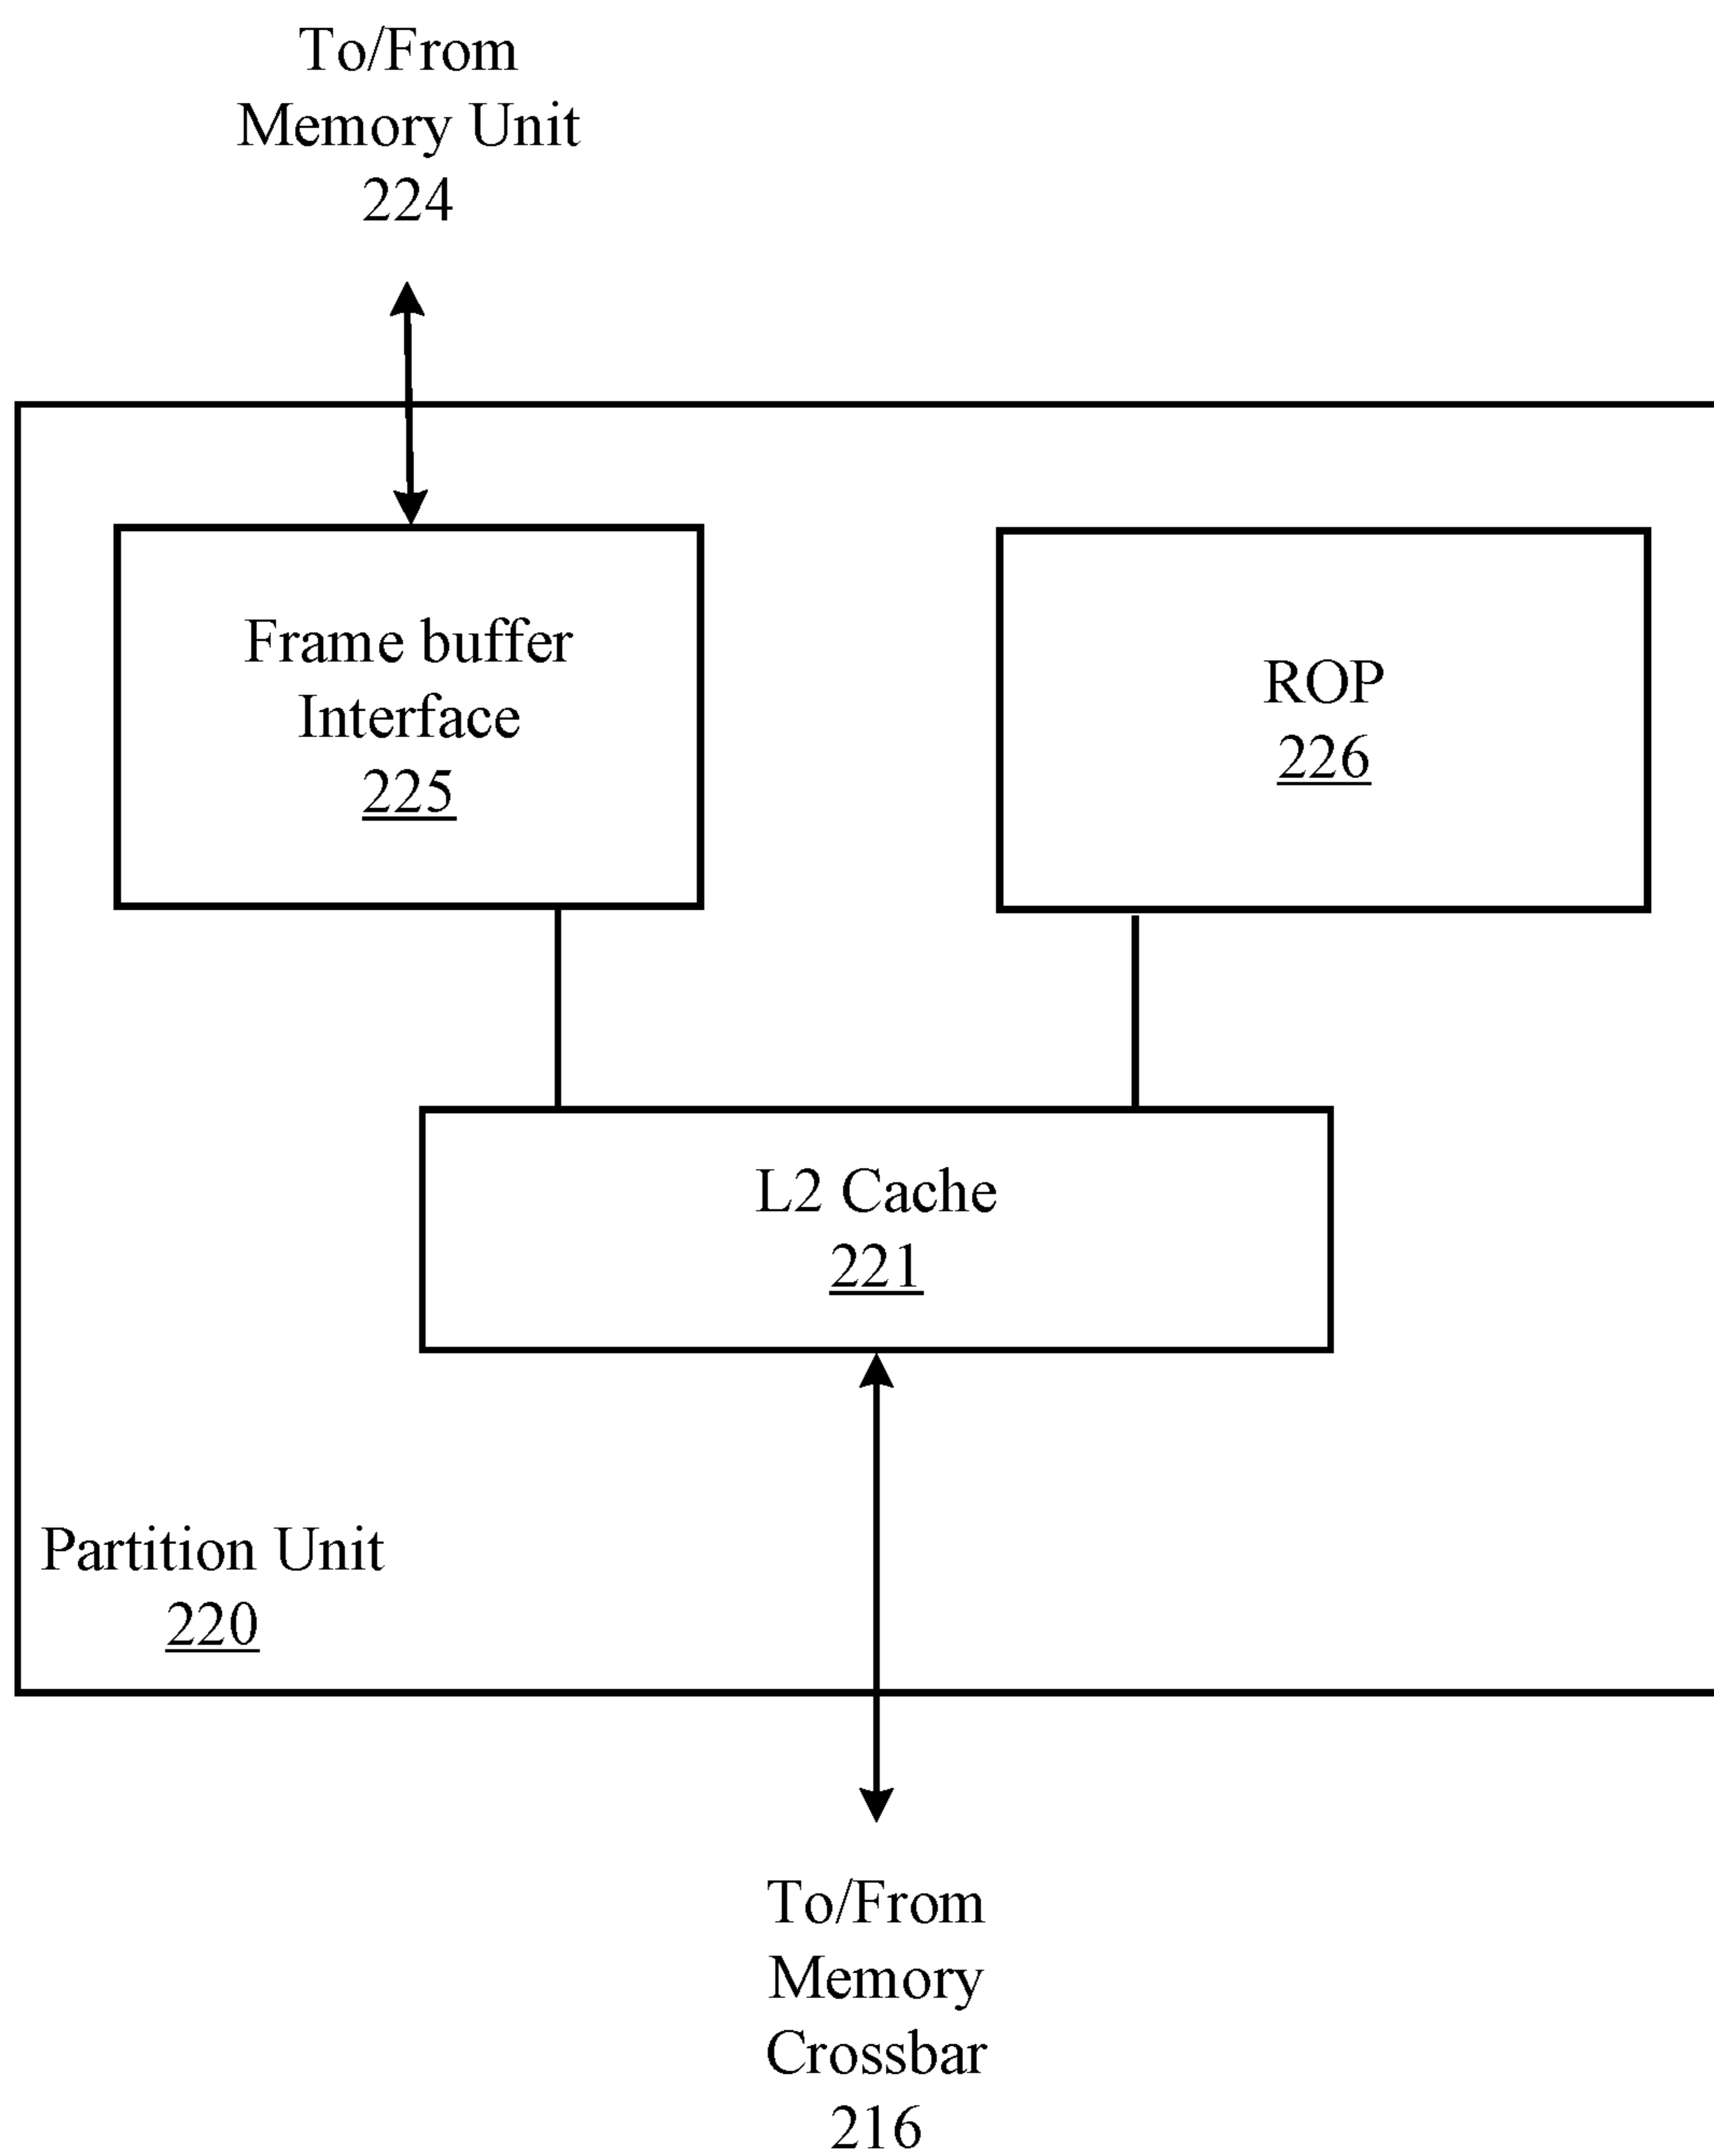 To/From
Memory Unit
224
Frame buffer
Interface
225
ROP
226
L2 Cache
221
Partition Unit
220
To/From
Memory
Crossbar
216